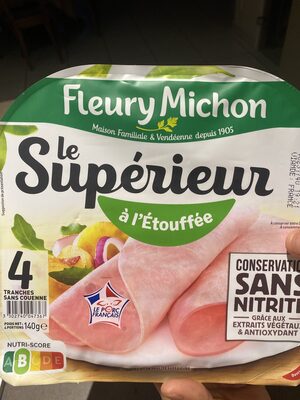 Fleury Michon
Maison Familiale & Vendéenne depuis 1905
le
Supérieur
à l'Étouffée
4
TRANCHES
SANS COUENNE
140g
NUTRI-SCORE
A B C D E
LE PORC
FRANÇAIS
CONSERVATION
SANS
NITRIT
GRÂCE AUX
EXTRAITS VÉGÉTAUX
& ANTIOXYDANT